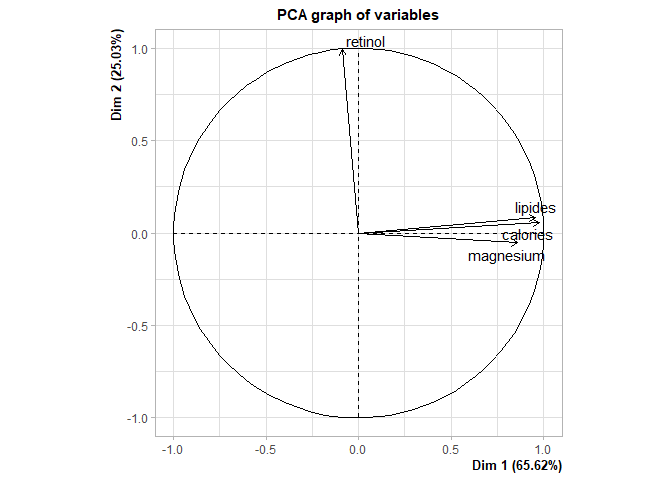 PCA graph of variables
Dim 2 (25.03%)
1.0
0.5
0.0
-0.5
-1.0
retinol
lipides
calories
magnesium
-1.0
-0.5
0.0
0.5
1.0
Dim 1 (65.62%)